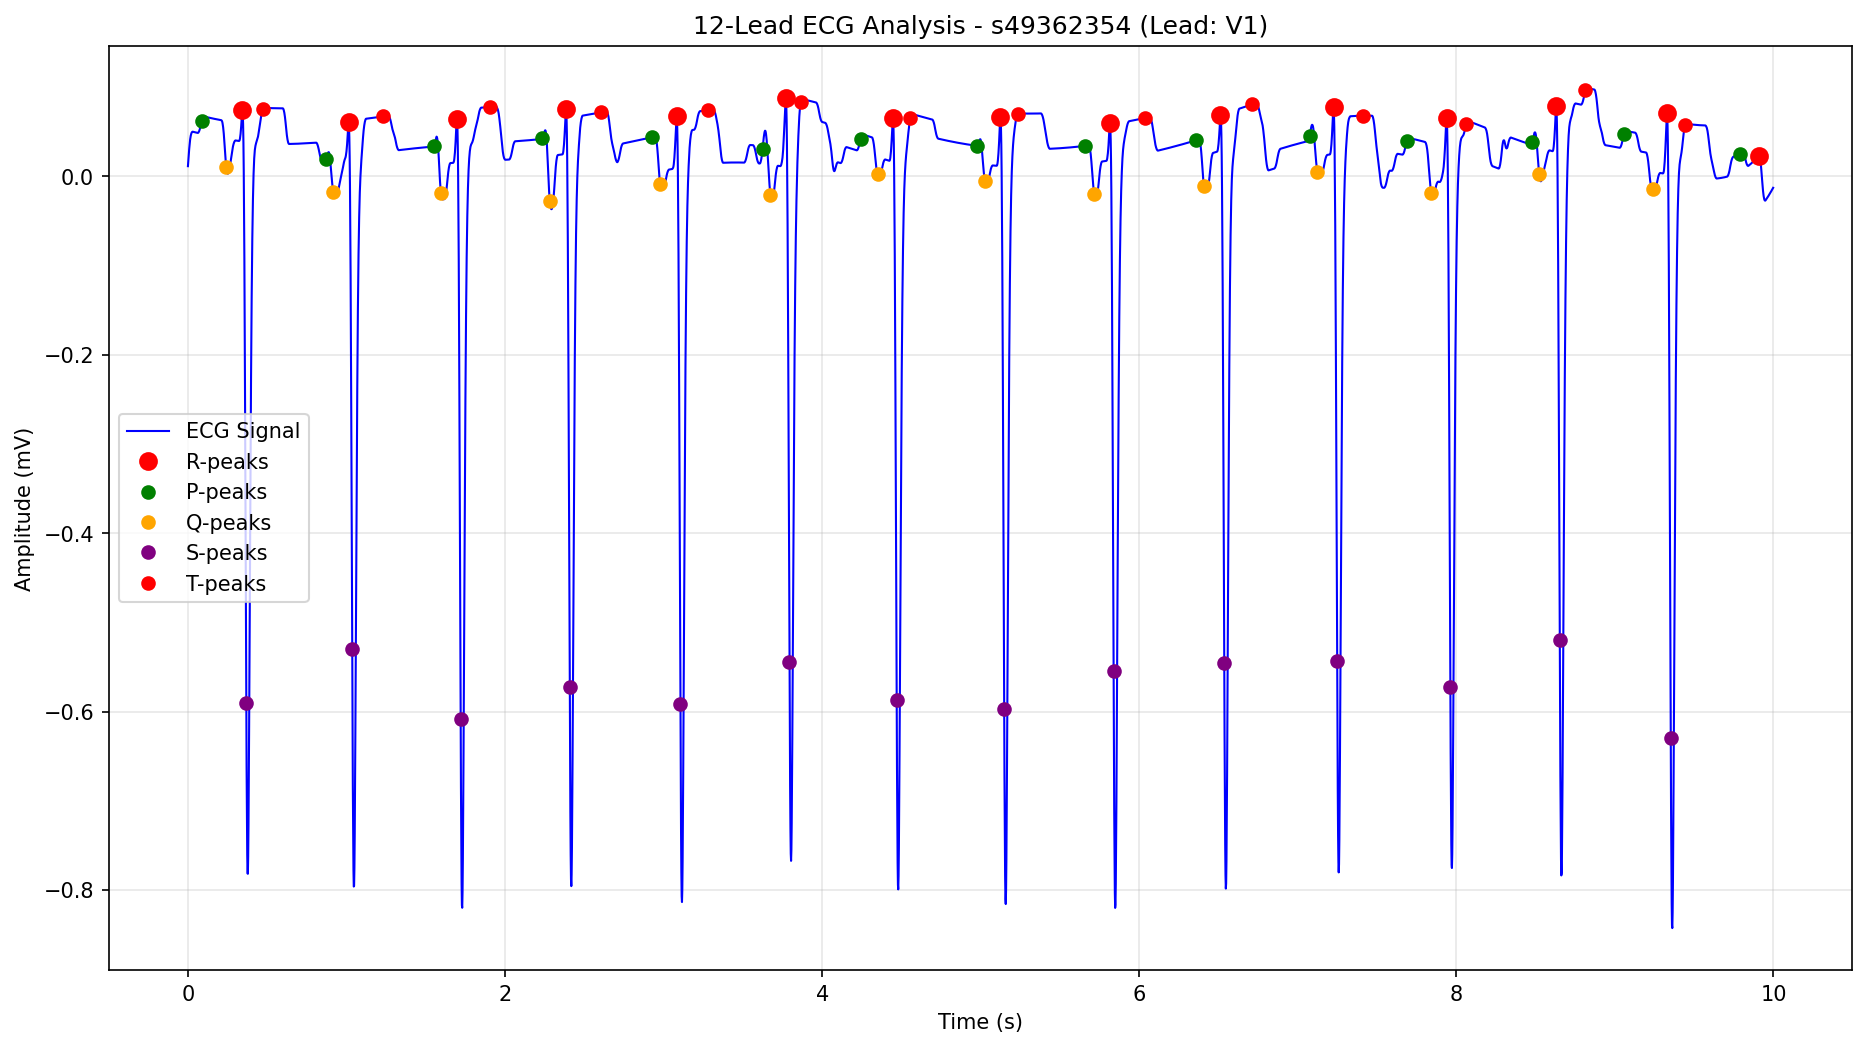 12-Lead ECG Analysis - s49362354 (Lead: V1)
0.0
−0.2
−0.4
−0.6
−0.8
Amplitude (mV)
ECG Signal
R-peaks
P-peaks
Q-peaks
S-peaks
T-peaks
0 2 4 6 8 10
Time (s)